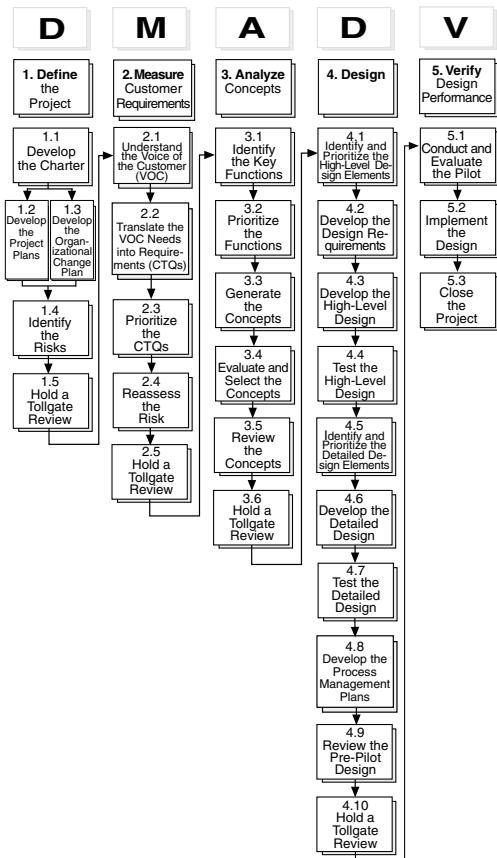 D
M
A
D
V
1. Define
the
Project
2. Measure
Customer
Requirements
3. Analyze
Concepts
4. Design
5. Verify
Design
Performance
1.1
Develop
the Charter
1.2
Develop
the
Project
Plans
1.3
Develop
the
Organ-
izational
Change
Plan
1.4
Identify
the
Risks
1.5
Hold a
Tollgate
Review
2.1
Understand
the Voice of
the Customer
(VOC)
2.2
Translate the
VOC Needs
into Require-
ments (CTQs)
2.3
Prioritize
the
CTQs
2.4
Reassess
the
Risk
2.5
Hold a
Tollgate
Review
3.1
Identify
the Key
Functions
3.2
Prioritize
the
Functions
3.3
Generate
the
Concepts
3.4
Evaluate and
Select the
Concepts
3.5
Review
the
Concepts
3.6
Hold a
Tollgate
Review
4.1
Identify and
Prioritize the
High-Level De-
sign Elements
4.2
Develop the
Design Re-
quirements
4.3
Develop the
High-Level
Design
4.4
Test the
High-Level
Design
4.5
Identify and
Prioritize the
Detailed De-
sign Elements
4.6
Develop the
Detailed
Design
4.7
Test the
Detailed
Design
4.8
Develop the
Process
Management
Plans
4.9
Review the
Pre-Pilot
Design
4.10
Hold a
Tollgate
Review
5.1
Conduct and
Evaluate
the Pilot
5.2
Implement
the
Design
5.3
Close
the
Project